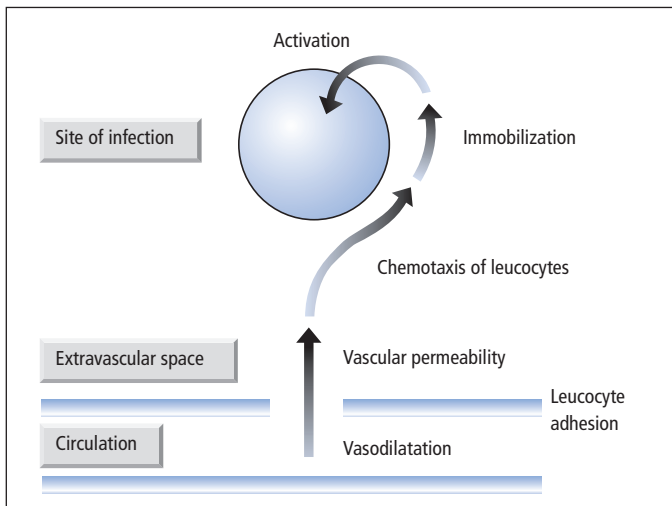 Activation
Site of infection
Immobilization
Chemotaxis of leucocytes
Extravascular space
Vascular permeability
Leucocyte
adhesion
Circulation
Vasodilatation